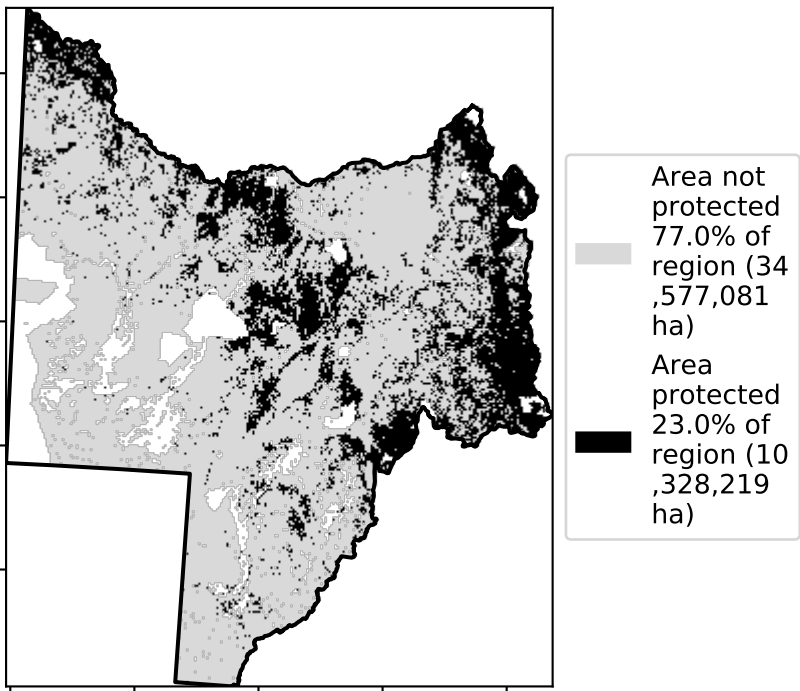 Area not
protected
77.0% of
region (34
,577,081
ha)
Area
protected
23.0% of
region (10
,328,219
ha)